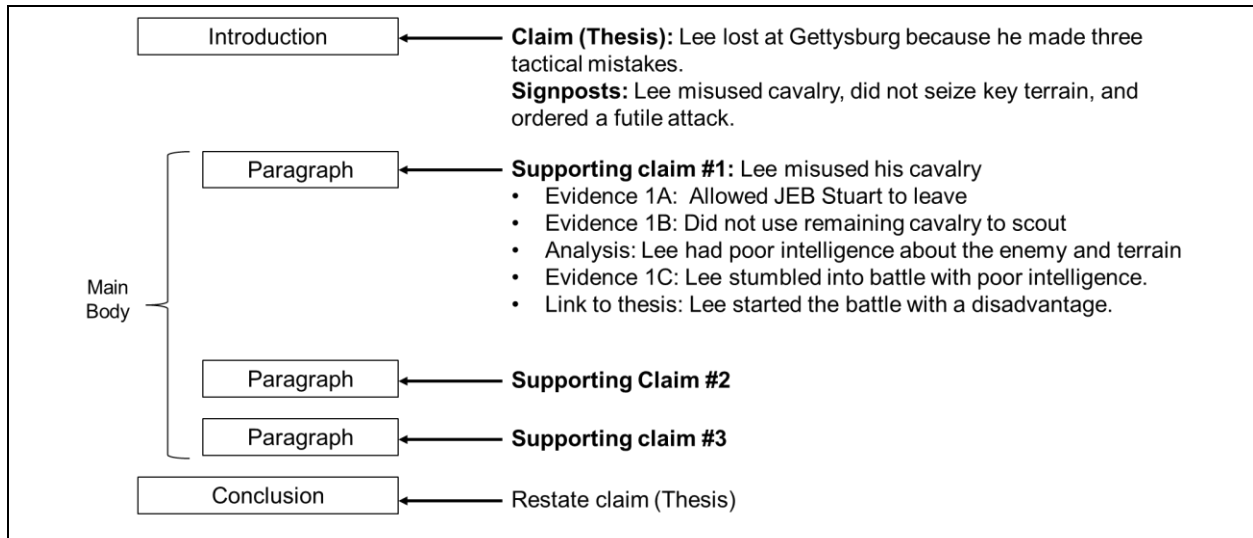 Introduction
Claim (Thesis): Lee lost at Gettysburg because he made three
tactical mistakes.
Signposts: Lee misused cavalry, did not seize key terrain, and
ordered a futile attack.
Main
Body
Paragraph
Supporting claim #1: Lee misused his cavalry
• Evidence 1A:  Allowed JEB Stuart to leave
• Evidence 1B: Did not use remaining cavalry to scout
• Analysis: Lee had poor intelligence about the enemy and terrain
• Evidence 1C: Lee stumbled into battle with poor intelligence.
• Link to thesis: Lee started the battle with a disadvantage.
Paragraph
Supporting Claim #2
Paragraph
Supporting claim #3
Conclusion
Restate claim (Thesis)